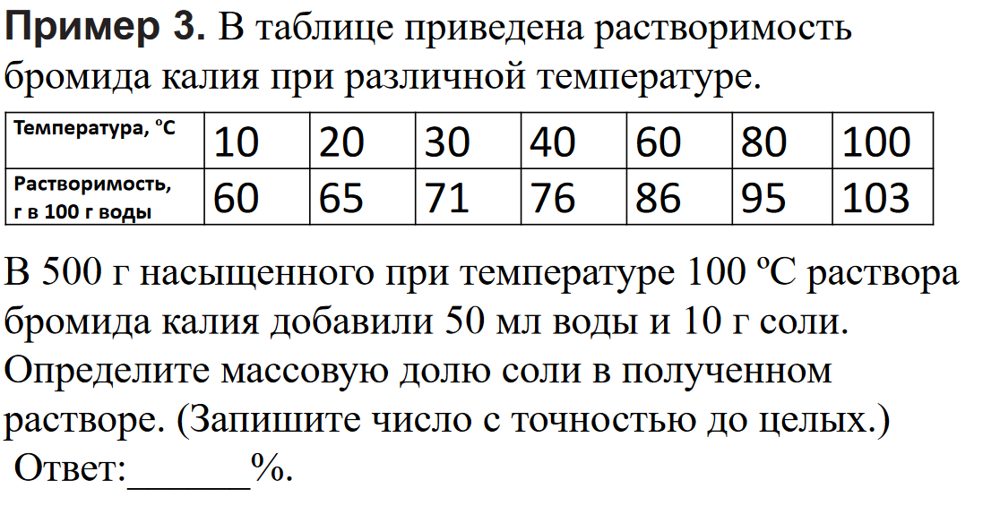 Пример 3. В таблице приведена растворимость
бромида калия при различной температуре.
Температура, ºС 10 20 30 40 60 80 100
Растворимость,
г в 100 г воды 60 65 71 76 86 95 103
В 500 г насыщенного при температуре 100 ºС раствора
бромида калия добавили 50 мл воды и 10 г соли.
Определите массовую долю соли в полученном
растворе. (Запишите число с точностью до целых.)
Ответ:______%.